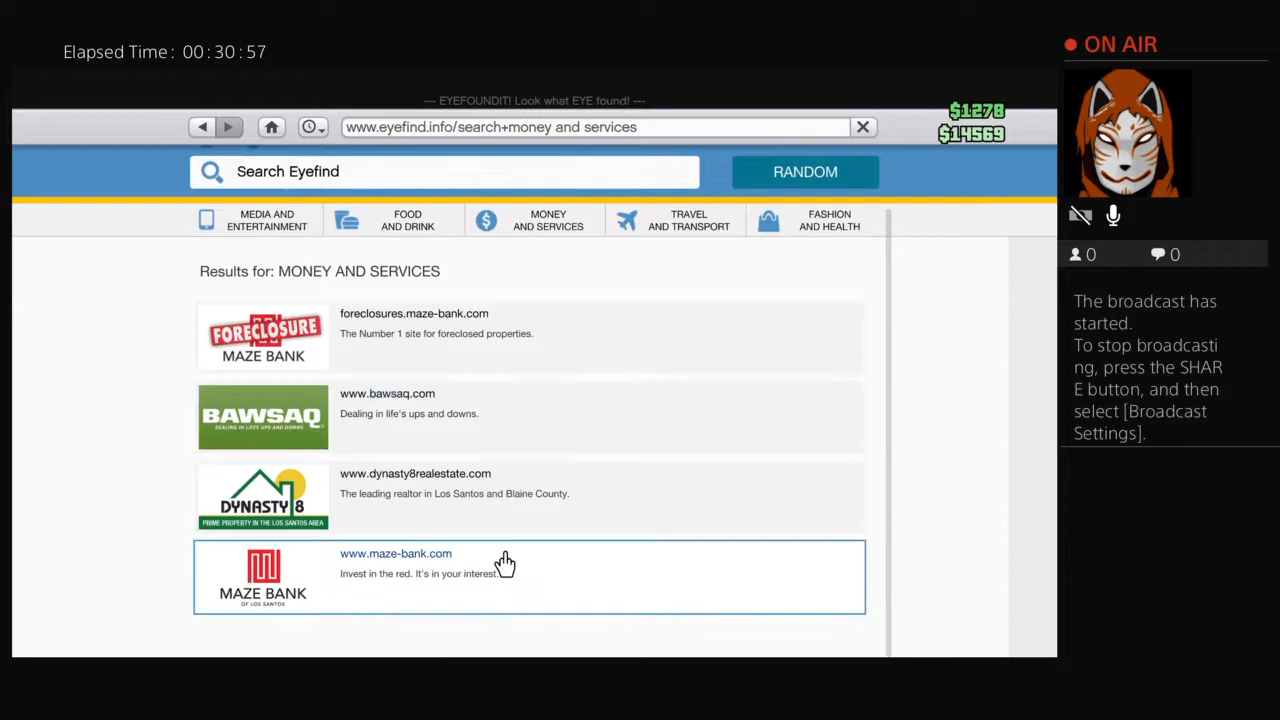 Elapsed Time: 00:30:57
ON AIR
--- EYEFOUNDIT! Look what EYE found! ---
www.eyefind.info/search+money and services
$1278
$14569
Search Eyefind
RANDOM
MEDIA AND
ENTERTAINMENT
FOOD
AND DRINK
MONEY
AND SERVICES
TRAVEL
AND TRANSPORT
FASHION
AND HEALTH
Results for: MONEY AND SERVICES
FORECLOSURE
MAZE BANK
foreclosures.maze-bank.com
The Number 1 site for foreclosed properties.
BAWSAQ
DEALING IN LIFE'S UPS AND DOWNS
www.bawsaq.com
Dealing in life's ups and downs.
DYNASTY 8
PRIME PROPERTY IN THE LOS SANTOS AREA
www.dynasty8realestate.com
The leading realtor in Los Santos and Blaine County.
MAZE BANK
OF LOS SANTOS
www.maze-bank.com
Invest in the red. It's in your interest.
0
0
The broadcast has
started.
To stop broadcasti
ng, press the SHAR
E button, and then
select [Broadcast
Settings].